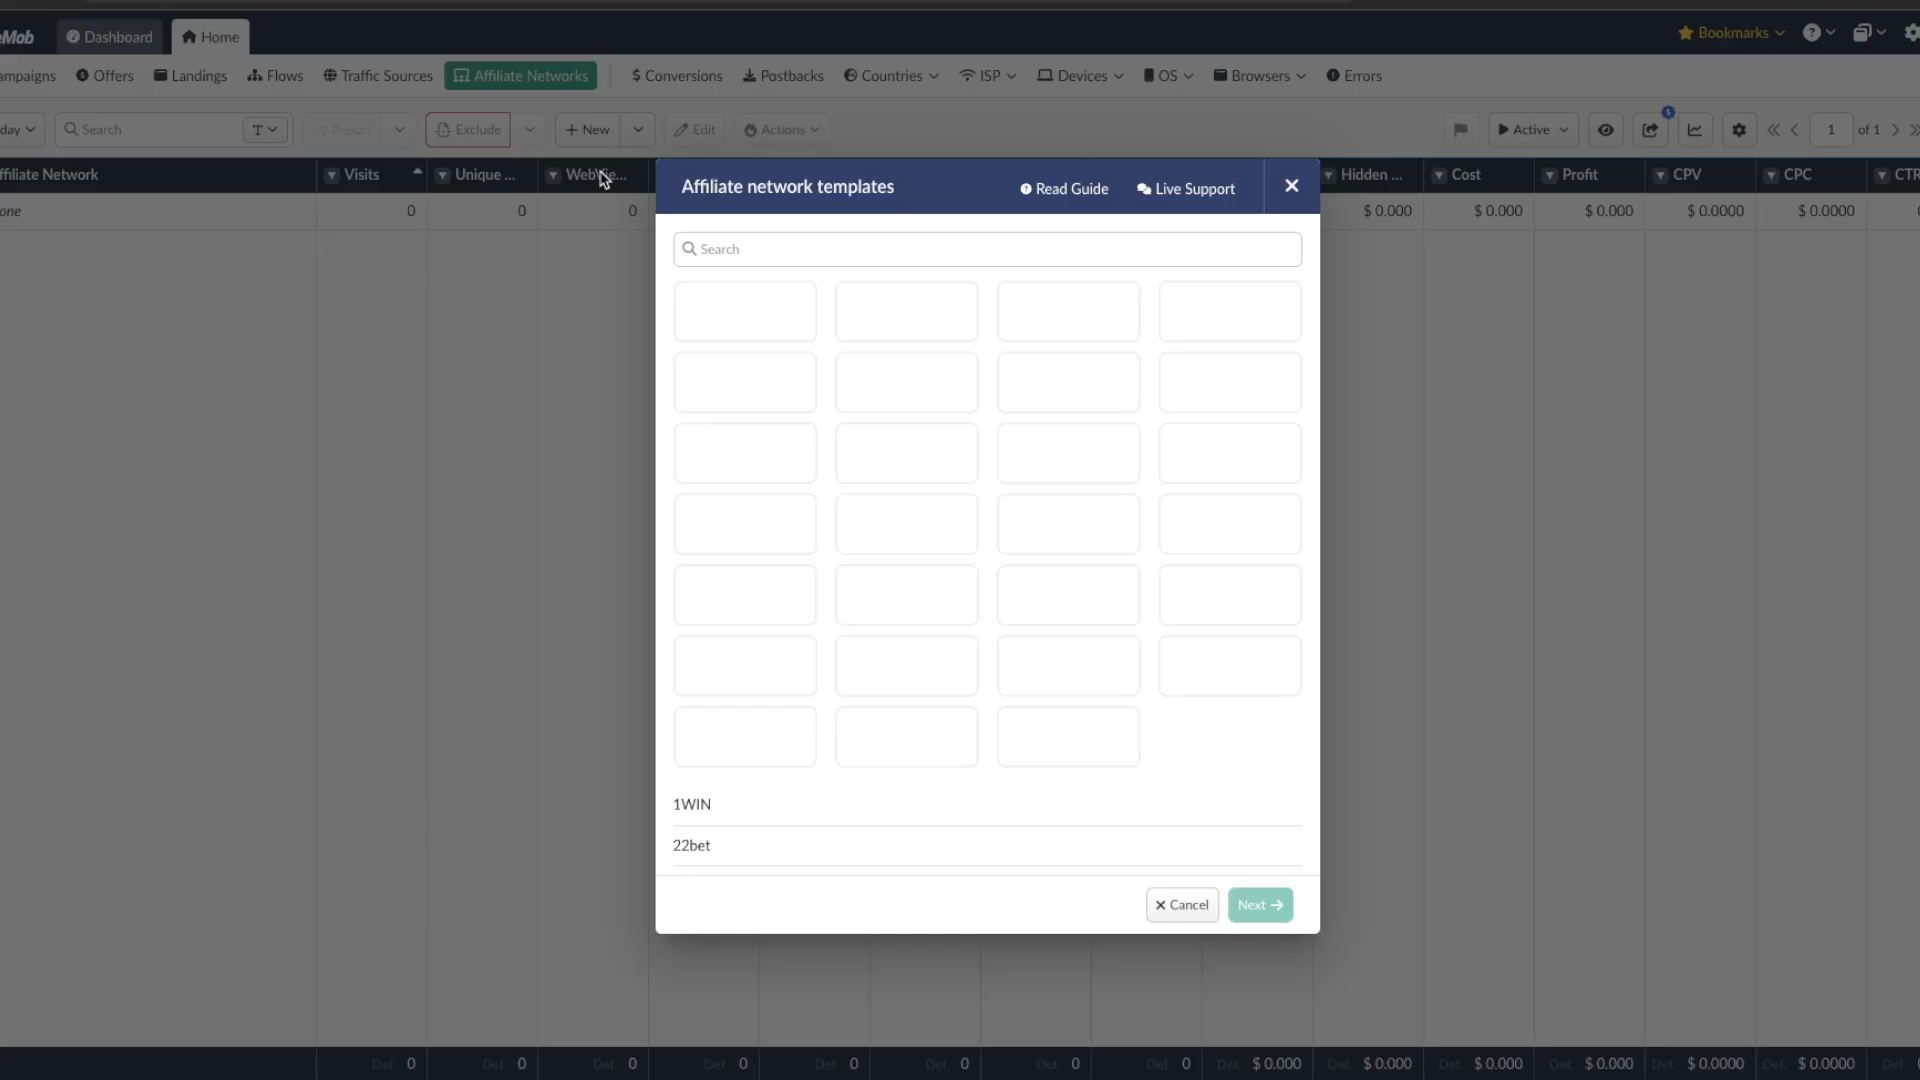 eMob Dashboard Home Bookmarks
ampaigns Offers Landings Flows Traffic Sources Affiliate Networks $ Conversions Postbacks Countries ISP Devices OS Browsers Errors
day Search T Report Exclude + New Edit Actions $ Active 1 of 1
ffiliate Network Visits Unique ... WebVie... Hidden ... Cost Profit CPV CPC CTR
one 0 0 0 $ 0.000 $ 0.000 $ 0.000 $ 0.0000 $ 0.0000
Affiliate network templates Read Guide Live Support
Search
1WIN
22bet
Cancel Next
Def. 0 Def. 0 Def. 0 Def. 0 Def. 0 Def. 0 Def. 0 Def. 0 Def. $ 0.000 Def. $ 0.000 Def. $ 0.000 Def. $ 0.000 Def. $ 0.0000 Def. $ 0.0000 Def.